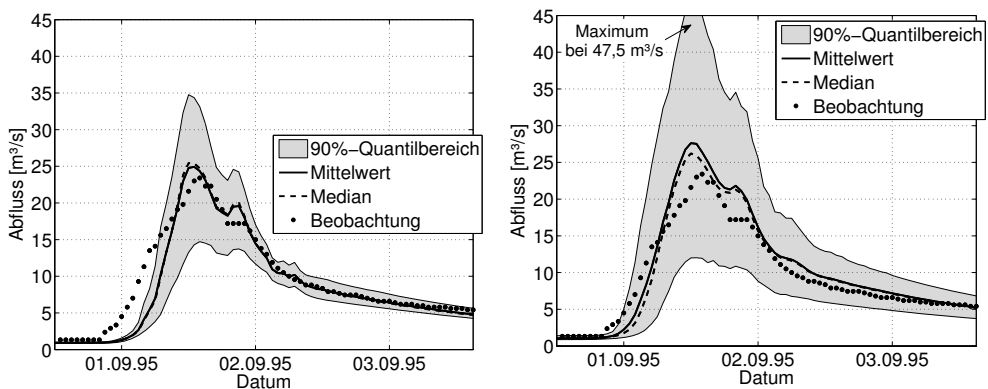 45
40
35
30
25
20
15
10
5
0
Abfluss [m³/s]
90%−Quantilbereich
Mittelwert
Median
Beobachtung
01.09.95 02.09.95 03.09.95
Datum
45
40
35
30
25
20
15
10
5
0
Abfluss [m³/s]
Maximum
bei 47,5 m³/s
90%−Quantilbereich
Mittelwert
Median
Beobachtung
01.09.95 02.09.95 03.09.95
Datum